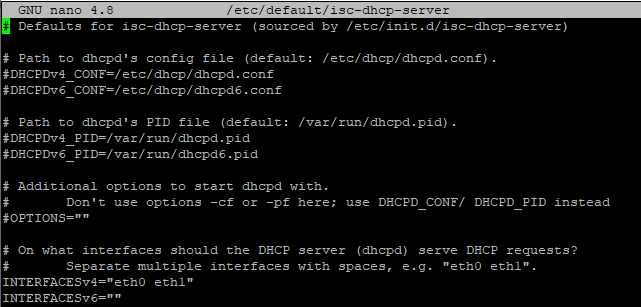 GNU nano 4.8 /etc/default/isc-dhcp-server
# Defaults for isc-dhcp-server (sourced by /etc/init.d/isc-dhcp-server)
# Path to dhcpd's config file (default: /etc/dhcp/dhcpd.conf).
#DHCPDv4_CONF=/etc/dhcp/dhcpd.conf
#DHCPDv6_CONF=/etc/dhcp/dhcpd6.conf
# Path to dhcpd's PID file (default: /var/run/dhcpd.pid).
#DHCPDv4_PID=/var/run/dhcpd.pid
#DHCPDv6_PID=/var/run/dhcpd6.pid
# Additional options to start dhcpd with.
# Don't use options -cf or -pf here; use DHCPD_CONF/ DHCPD_PID instead
#OPTIONS=""
# On what interfaces should the DHCP server (dhcpd) serve DHCP requests?
# Separate multiple interfaces with spaces, e.g. "eth0 eth1".
INTERFACESv4="eth0 eth1"
INTERFACESv6=""